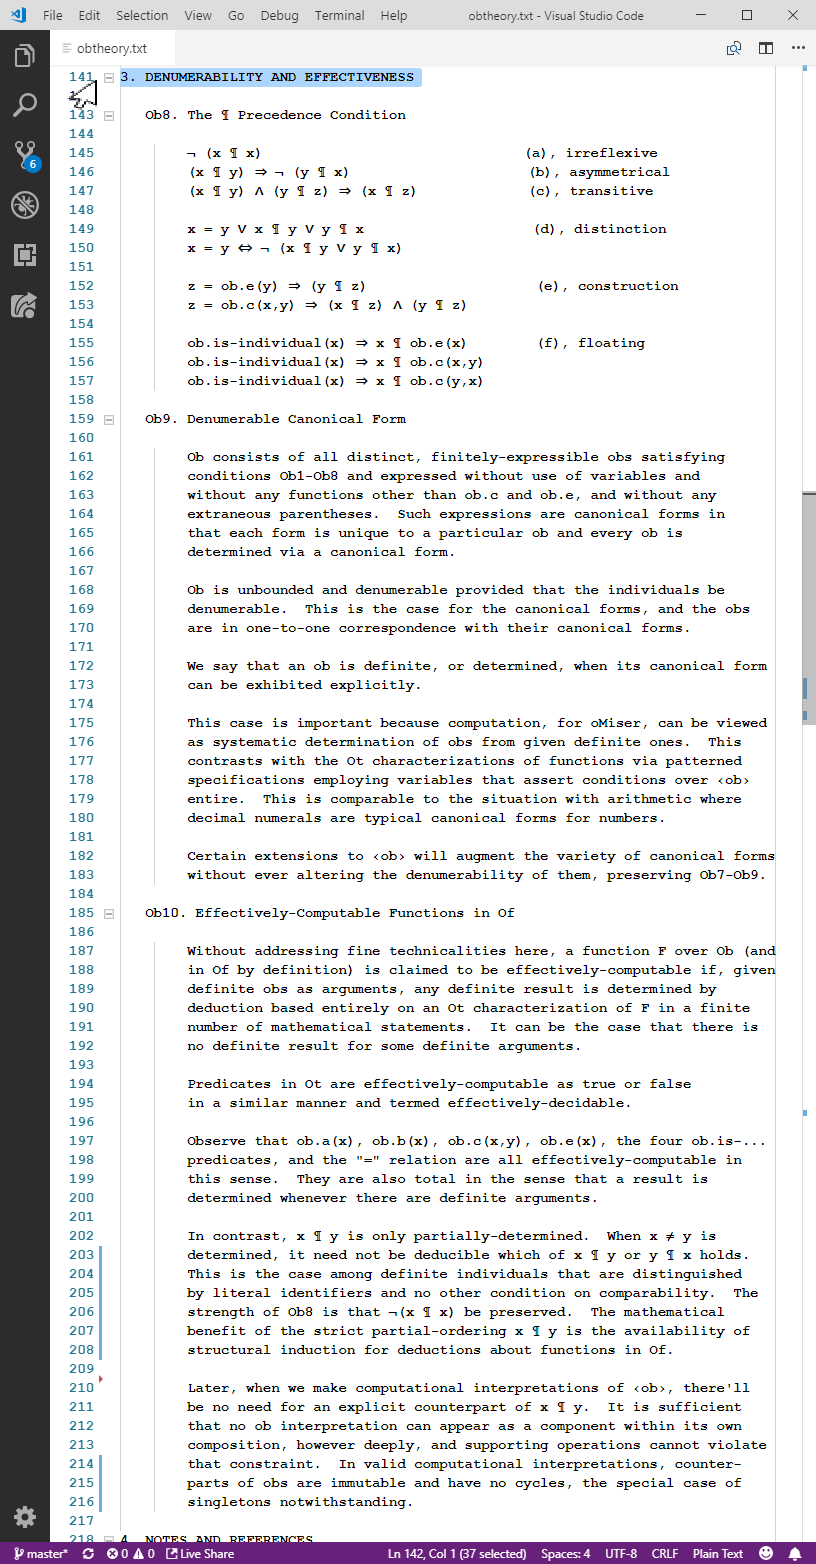 File Edit Selection View Go Debug Terminal Help obtheory.txt - Visual Studio Code
obtheory.txt
141 3. DENUMERABILITY AND EFFECTIVENESS
143 Ob8. The ¶ Precedence Condition
144
145 ¬ (x ¶ x) (a), irreflexive
146 (x ¶ y) ⇒ ¬ (y ¶ x) (b), asymmetrical
147 (x ¶ y) ∧ (y ¶ z) ⇒ (x ¶ z) (c), transitive
148
149 x = y ∨ x ¶ y ∨ y ¶ x (d), distinction
150 x = y ⇔ ¬ (x ¶ y ∨ y ¶ x)
151
152 z = ob.e(y) ⇒ (y ¶ z) (e), construction
153 z = ob.c(x,y) ⇒ (x ¶ z) ∧ (y ¶ z)
154
155 ob.is-individual(x) ⇒ x ¶ ob.e(x) (f), floating
156 ob.is-individual(x) ⇒ x ¶ ob.c(x,y)
157 ob.is-individual(x) ⇒ x ¶ ob.c(y,x)
158
159 Ob9. Denumerable Canonical Form
160
161 Ob consists of all distinct, finitely-expressible obs satisfying
162 conditions Ob1-Ob8 and expressed without use of variables and
163 without any functions other than ob.c and ob.e, and without any
164 extraneous parentheses. Such expressions are canonical forms in
165 that each form is unique to a particular ob and every ob is
166 determined via a canonical form.
167
168 Ob is unbounded and denumerable provided that the individuals be
169 denumerable. This is the case for the canonical forms, and the obs
170 are in one-to-one correspondence with their canonical forms.
171
172 We say that an ob is definite, or determined, when its canonical form
173 can be exhibited explicitly.
174
175 This case is important because computation, for oMiser, can be viewed
176 as systematic determination of obs from given definite ones. This
177 contrasts with the Ot characterizations of functions via patterned
178 specifications employing variables that assert conditions over ‹ob›
179 entire. This is comparable to the situation with arithmetic where
180 decimal numerals are typical canonical forms for numbers.
181
182 Certain extensions to ‹ob› will augment the variety of canonical forms
183 without ever altering the denumerability of them, preserving Ob7-Ob9.
184
185 Ob10. Effectively-Computable Functions in Of
186
187 Without addressing fine technicalities here, a function F over Ob (and
188 in Of by definition) is claimed to be effectively-computable if, given
189 definite obs as arguments, any definite result is determined by
190 deduction based entirely on an Ot characterization of F in a finite
191 number of mathematical statements. It can be the case that there is
192 no definite result for some definite arguments.
193
194 Predicates in Ot are effectively-computable as true or false
195 in a similar manner and termed effectively-decidable.
196
197 Observe that ob.a(x), ob.b(x), ob.c(x,y), ob.e(x), the four ob.is-...
198 predicates, and the "=" relation are all effectively-computable in
199 this sense. They are also total in the sense that a result is
200 determined whenever there are definite arguments.
201
202 In contrast, x ¶ y is only partially-determined. When x ≠ y is
203 determined, it need not be deducible which of x ¶ y or y ¶ x holds.
204 This is the case among definite individuals that are distinguished
205 by literal identifiers and no other condition on comparability. The
206 strength of Ob8 is that ¬(x ¶ x) be preserved. The mathematical
207 benefit of the strict partial-ordering x ¶ y is the availability of
208 structural induction for deductions about functions in Of.
209
210 Later, when we make computational interpretations of ‹ob›, there'll
211 be no need for an explicit counterpart of x ¶ y. It is sufficient
212 that no ob interpretation can appear as a component within its own
213 composition, however deeply, and supporting operations cannot violate
214 that constraint. In valid computational interpretations, counter-
215 parts of obs are immutable and have no cycles, the special case of
216 singletons notwithstanding.
217
218 4. NOTES AND REFERENCES
6
master* 0 0 Live Share Ln 142, Col 1 (37 selected) Spaces: 4 UTF-8 CRLF Plain Text